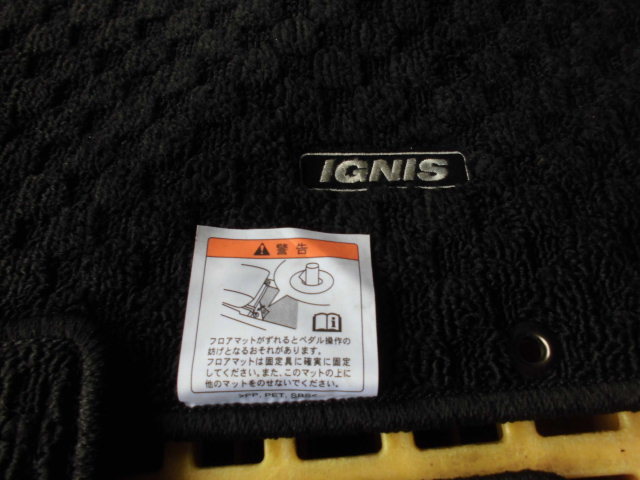 IGNIS
警告
フロアマットがずれるとペダル操作の
妨げとなるおそれがあります。
フロアマットは固定具に確実に固定
してください。また、このマットの上に
他のマットをのせないでください。
>PP, PET, SBS<